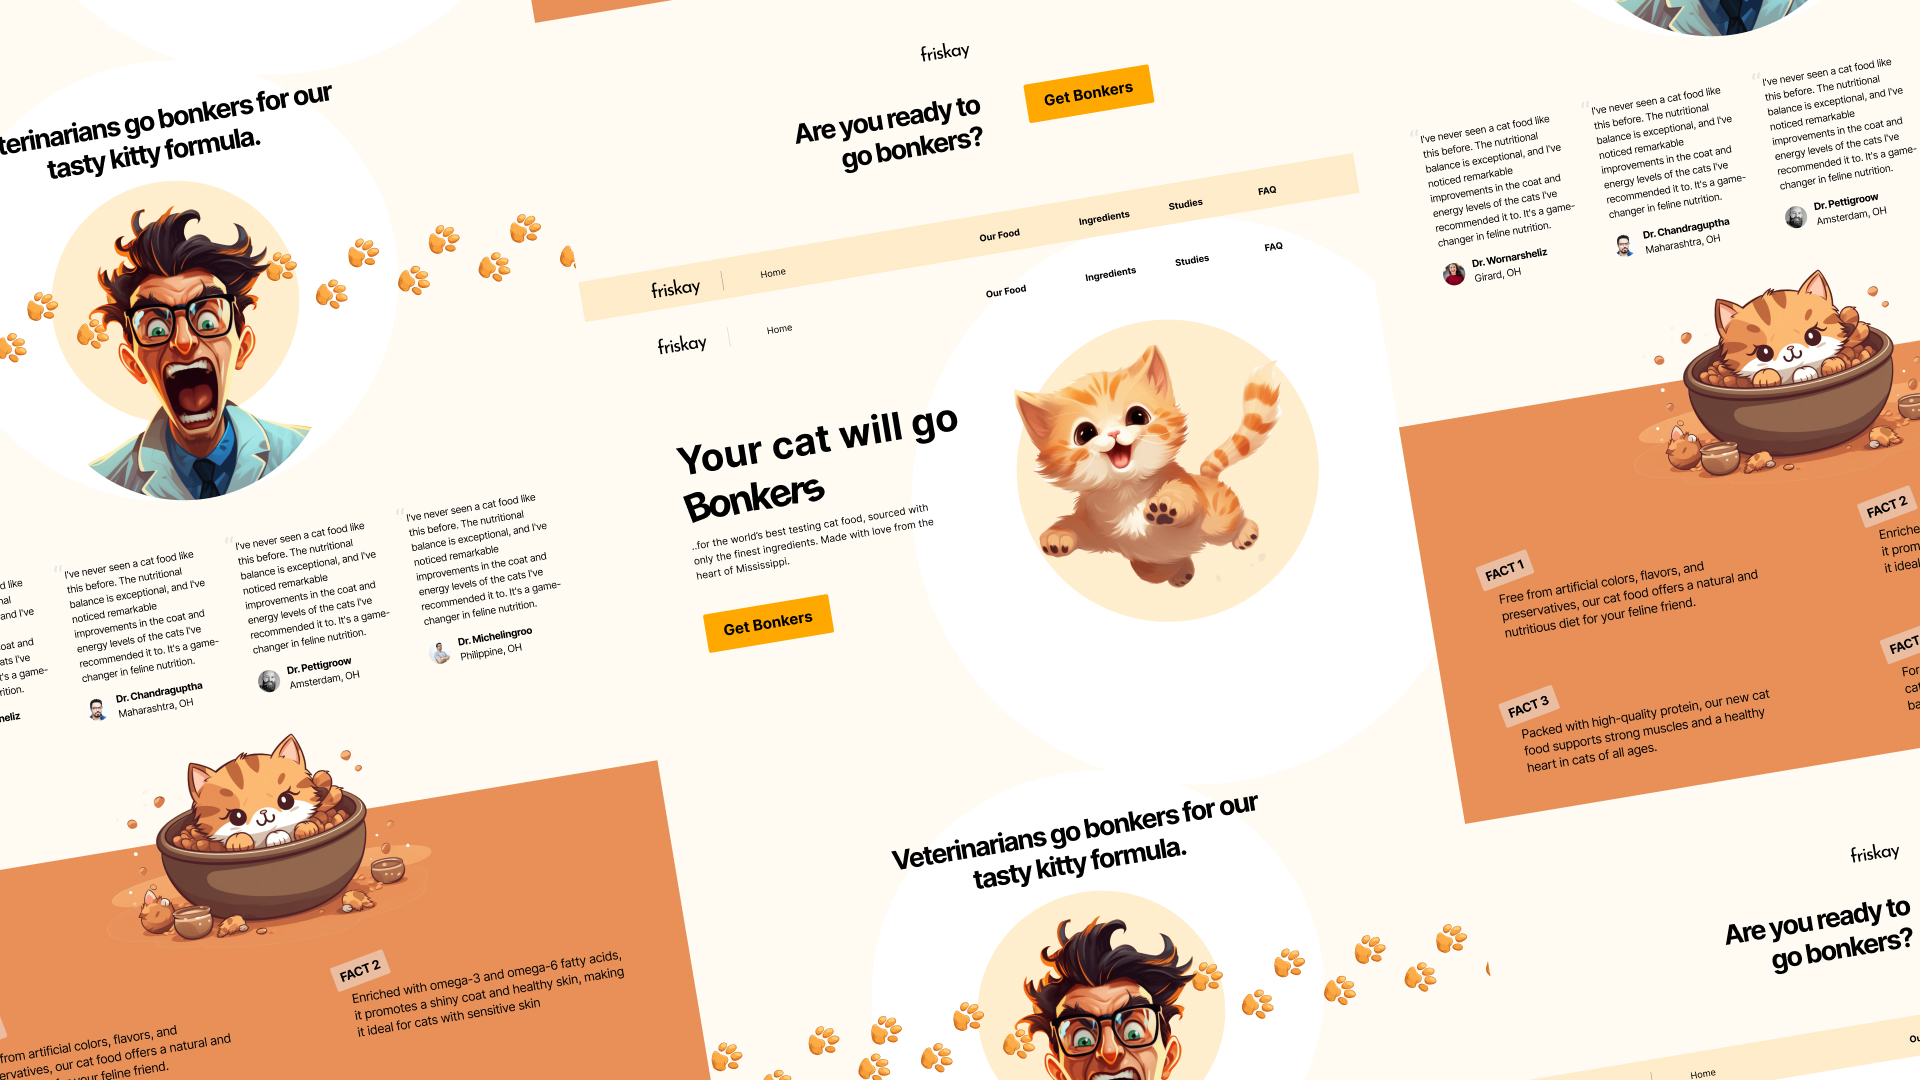 Veterinarians go bonkers for our
tasty kitty formula.
I've never seen a cat food like
this before. The nutritional
balance is exceptional, and I've
noticed remarkable
improvements in the coat and
energy levels of the cats I've
recommended it to. It's a game-
changer in feline nutrition.
Dr. Chandraguptha
Maharashtra, OH
I've never seen a cat food like
this before. The nutritional
balance is exceptional, and I've
noticed remarkable
improvements in the coat and
energy levels of the cats I've
recommended it to. It's a game-
changer in feline nutrition.
Dr. Pettigroow
Amsterdam, OH
I've never seen a cat food like
this before. The nutritional
balance is exceptional, and I've
noticed remarkable
improvements in the coat and
energy levels of the cats I've
recommended it to. It's a game-
changer in feline nutrition.
Dr. Michelingroo
Philippine, OH
FACT 2
Enriched with omega-3 and omega-6 fatty acids,
it promotes a shiny coat and healthy skin, making
it ideal for cats with sensitive skin
from artificial colors, flavors, and
our cat food offers a natural and
your feline friend.
friskay
Are you ready to
go bonkers?
Get Bonkers
friskay
Home
Our Food
Ingredients
Studies
FAQ
friskay
Home
Our Food
Ingredients
Studies
FAQ
Your cat will go
Bonkers
..for the world's best testing cat food, sourced with
only the finest ingredients. Made with love from the
heart of Mississippi.
Get Bonkers
Veterinarians go bonkers for our
tasty kitty formula.
I've never seen a cat food like
this before. The nutritional
balance is exceptional, and I've
noticed remarkable
improvements in the coat and
energy levels of the cats I've
recommended it to. It's a game-
changer in feline nutrition.
Dr. Wornarsheliz
Girard, OH
I've never seen a cat food like
this before. The nutritional
balance is exceptional, and I've
noticed remarkable
improvements in the coat and
energy levels of the cats I've
recommended it to. It's a game-
changer in feline nutrition.
Dr. Chandraguptha
Maharashtra, OH
I've never seen a cat food like
this before. The nutritional
balance is exceptional, and I've
noticed remarkable
improvements in the coat and
energy levels of the cats I've
recommended it to. It's a game-
changer in feline nutrition.
Dr. Pettigroow
Amsterdam, OH
FACT 1
Free from artificial colors, flavors, and
preservatives, our cat food offers a natural and
nutritious diet for your feline friend.
FACT 2
it
it ideal
FACT 3
Packed with high-quality protein, our new cat
food supports strong muscles and a healthy
heart in cats of all ages.
FACT
For
friskay
Are you ready to
go bonkers?
Home